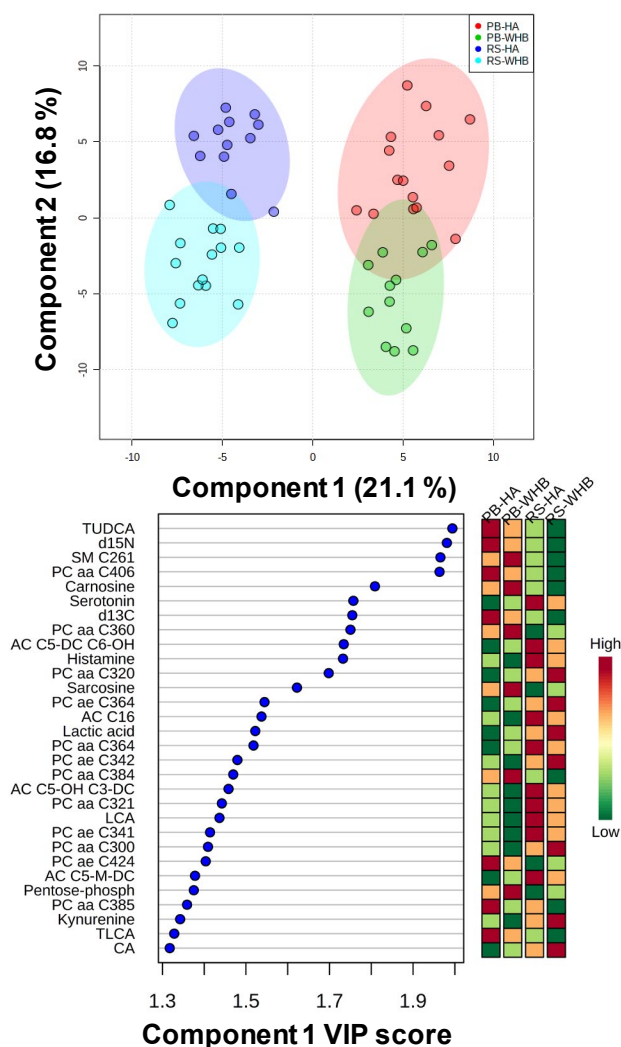 PB-HA
PB-WHB
RS-HA
RS-WHB
Component 2 (16.8 %)
10
5
0
-5
-10
-10
-5
0
5
10
Component 1 (21.1 %)
PB-HA
PB-WHB
RS-HA
RS-WHB
TUDCA
d15N
SM C261
PC aa C406
Carnosine
Serotonin
d13C
PC aa C360
AC C5-DC C6-OH
Histamine
PC aa C320
Sarcosine
PC ae C364
AC C16
Lactic acid
PC aa C364
PC ae C342
PC aa C384
AC C5-OH C3-DC
PC aa C321
LCA
PC ae C341
PC aa C300
PC ae C424
AC C5-M-DC
Pentose-phosph
PC aa C385
Kynurenine
TLCA
CA
High
Low
1.3
1.5
1.7
1.9
Component 1 VIP score